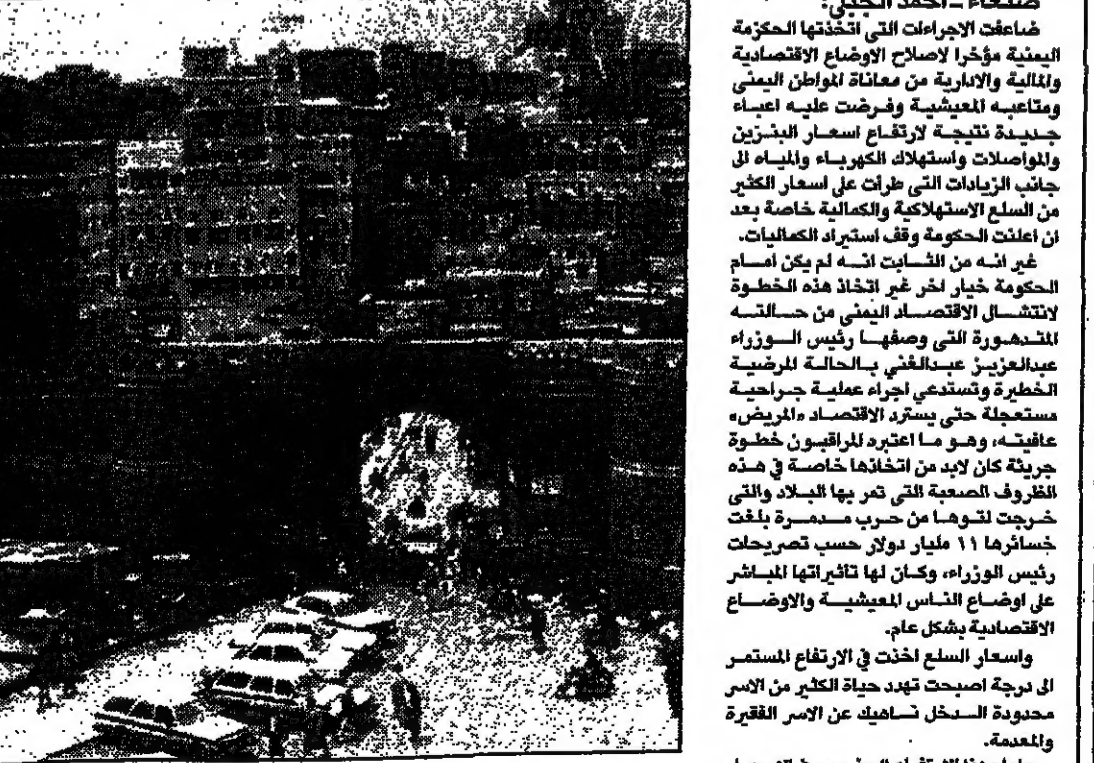 صنعاء ـ احمد الجبلي:
ضاعفت الاجراءات التي اتخذتها الحكومة
اليمنية مؤخرا لاصلاح الاوضاع الاقتصادية
والمالية والادارية من معاناة المواطن اليمني
ومتاعبه المعيشية وفرضت عليه اعباء
جديدة نتيجة لارتفاع اسعار البنزين
والمواصلات واستهلاك الكهرباء والمياه الى
جانب الزيادات التي طرأت على اسعار الكثير
من السلع الاستهلاكية والكمالية خاصة بعد
ان اعلنت الحكومة وقف استيراد الكماليات.
غير انه من الثابت انه لم يكن امام
الحكومة خيار اخر غير اتخاذ هذه الخطوة
لانتشال الاقتصاد اليمني من حالته
المتدهورة التي وصفها رئيس الوزراء
عبدالعزيز عبدالغني بالحالة المرضية
الخطيرة وتستدعي اجراء عملية جراحية
مستعجلة حتى يسترد الاقتصاد «المريض»
عافيته، وهو ما اعتبره المراقبون خطوة
جريئة كان لابد من اتخاذها خاصة في هذه
الظروف الصعبة التي تمر بها البلاد والتي
خرجت لتوها من حرب مدمرة بلغت
خسائرها ١١ مليار دولار حسب تصريحات
رئيس الوزراء، وكان لها تاثيراتها المباشر
على اوضاع الناس المعيشية والاوضاع
الاقتصادية بشكل عام.
واسعار السلع اخذت في الارتفاع المستمر
الى درجة اصبحت تهدد حياة الكثير من الاسر
محدودة الدخل ناهيك عن الاسر الفقيرة
والمعدمة.